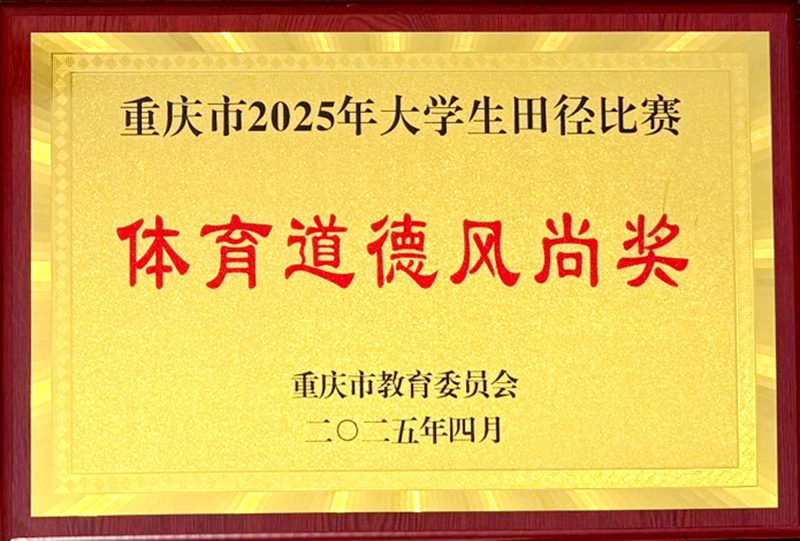 重庆市2025年大学生田径比赛
体育道德风尚奖
重庆市教育委员会
二〇二五年四月